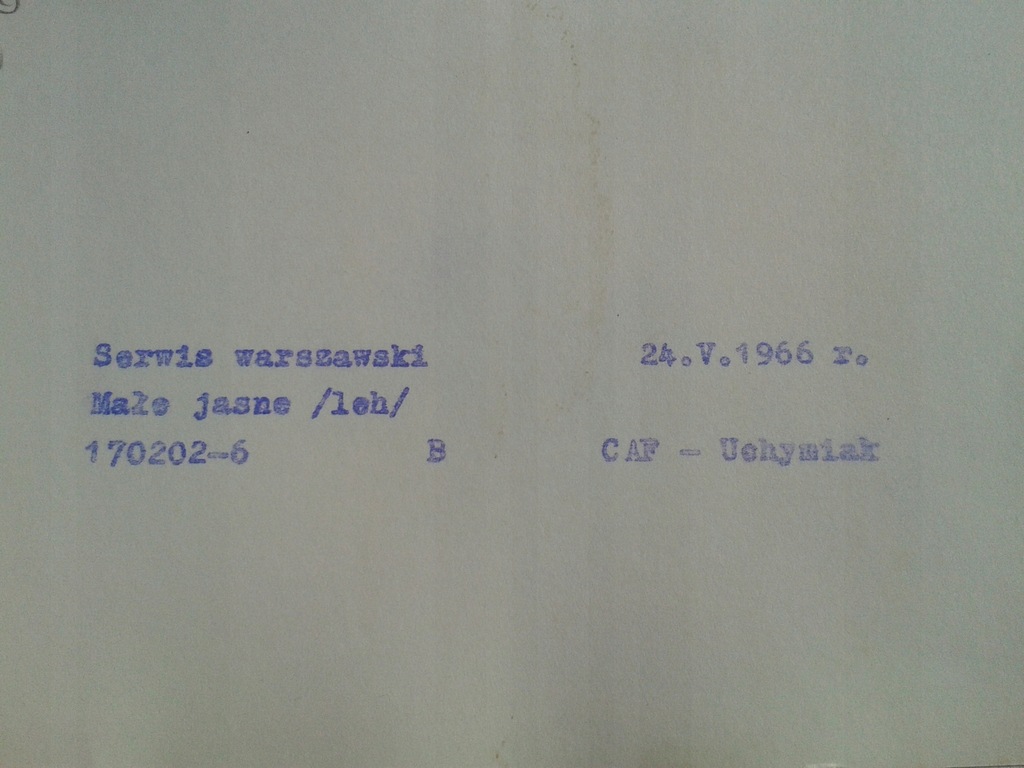 Serwis warszawski 24.V.1966 r.
Małe jasne /leh/
170202-6 B CAF - Uchymiak